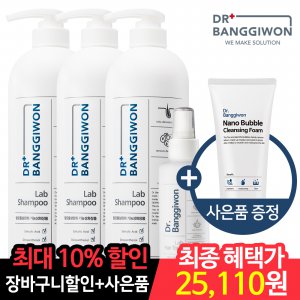 DR+
BANGGIWON
WE MAKE SOLUTION
DR+
BANGGIWON
Lab
Shampoo
DR+
BANGGIWON
Lab
Shampoo
DR+
BANGGIWON
Lab
Shampoo
Dr.
Banggiwon
Dr.
Banggiwon
Nano Bubble
Cleansing Foam
+
사은품 증정
최대 10% 할인
장바구니할인+사은품
최종 혜택가
25,110원